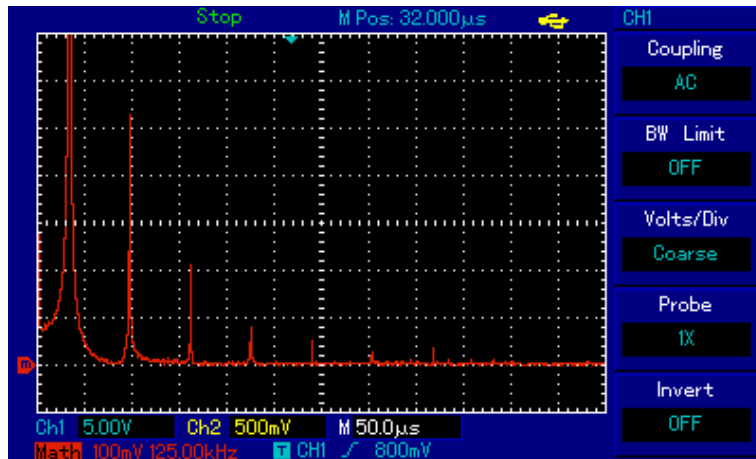 Stop M Pos: 32.000µs CH1
Coupling
AC
BW Limit
OFF
Volts/Div
Coarse
Probe
1X
m
Invert
OFF
Ch1 5.00V Ch2 500mV M 50.0µs
Math 100mV 125.00kHz T CH1 800mV